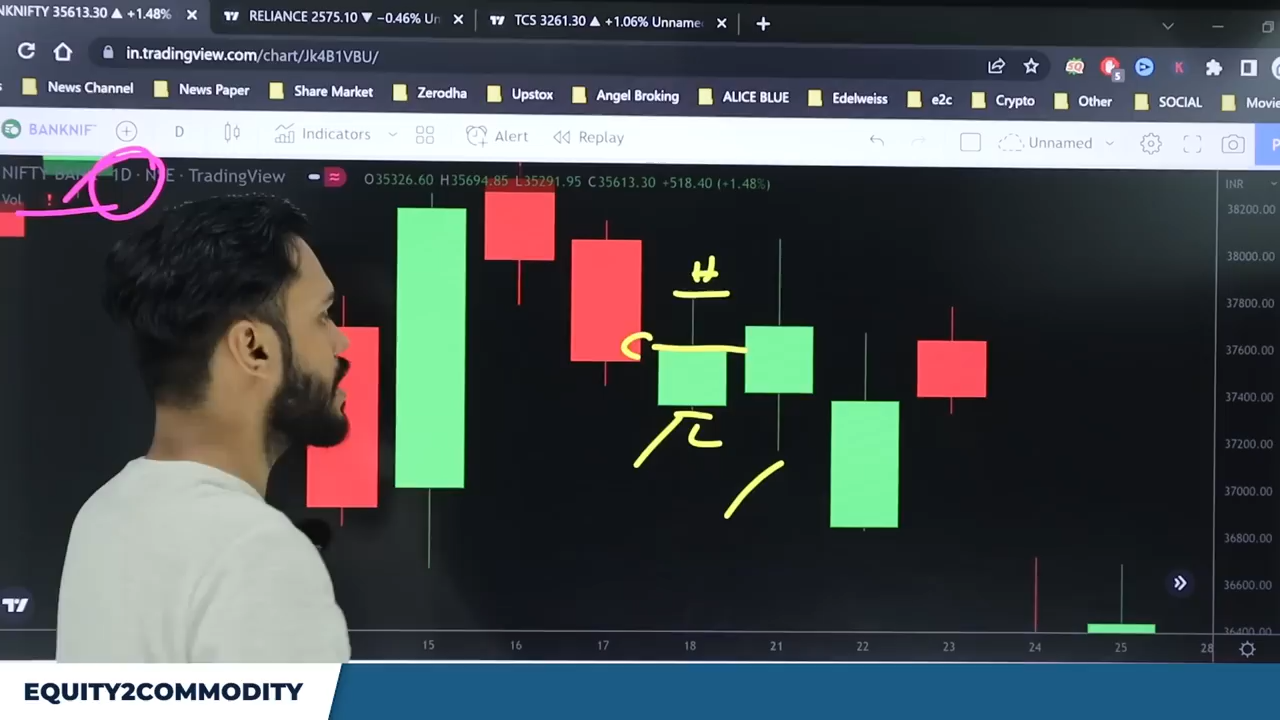 NKNIFTY 35613.30 ▲ +1.48%
RELIANCE 2575.10 ▼ −0.46% Un
TCS 3261.30 ▲ +1.06% Unname
in.tradingview.com/chart/Jk4B1VBU/
News Channel
News Paper
Share Market
Zerodha
Upstox
Angel Broking
ALICE BLUE
Edelweiss
e2c
Crypto
Other
SOCIAL
Movie
BANKNIF
D
Indicators
Alert
Replay
Unnamed
NIFTY BANK 1D · NSE · TradingView
O35326.60 H35694.85 L35291.95 C35613.30 +518.40 (+1.48%)
INR
Vol
38200.00
38000.00
37800.00
37600.00
37400.00
37200.00
37000.00
36800.00
36600.00
36400.00
H
C
L
15
16
17
18
21
22
23
24
25
28
EQUITY2COMMODITY